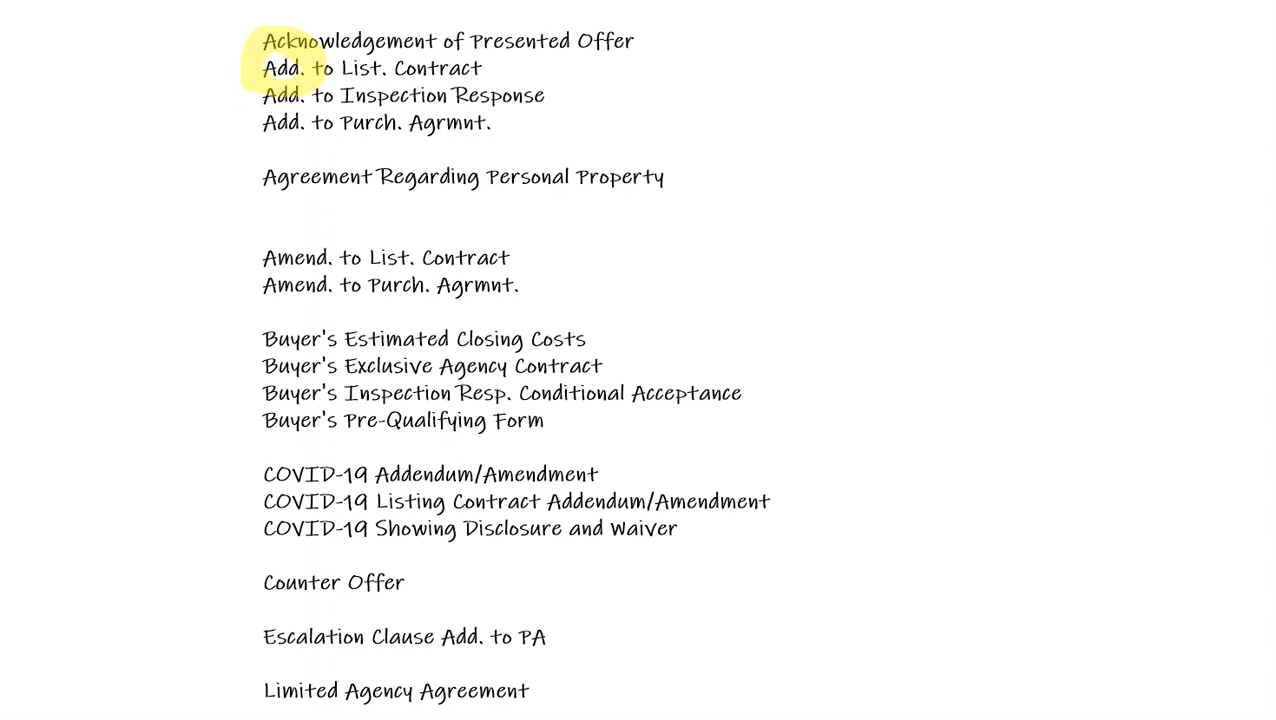 Acknowledgement of Presented Offer
Add. to List. Contract
Add. to Inspection Response
Add. to Purch. Agrmnt.
Agreement Regarding Personal Property
Amend. to List. Contract
Amend. to Purch. Agrmnt.
Buyer's Estimated Closing Costs
Buyer's Exclusive Agency Contract
Buyer's Inspection Resp. Conditional Acceptance
Buyer's Pre-Qualifying Form
COVID-19 Addendum/Amendment
COVID-19 Listing Contract Addendum/Amendment
COVID-19 Showing Disclosure and Waiver
Counter Offer
Escalation Clause Add. to PA
Limited Agency Agreement